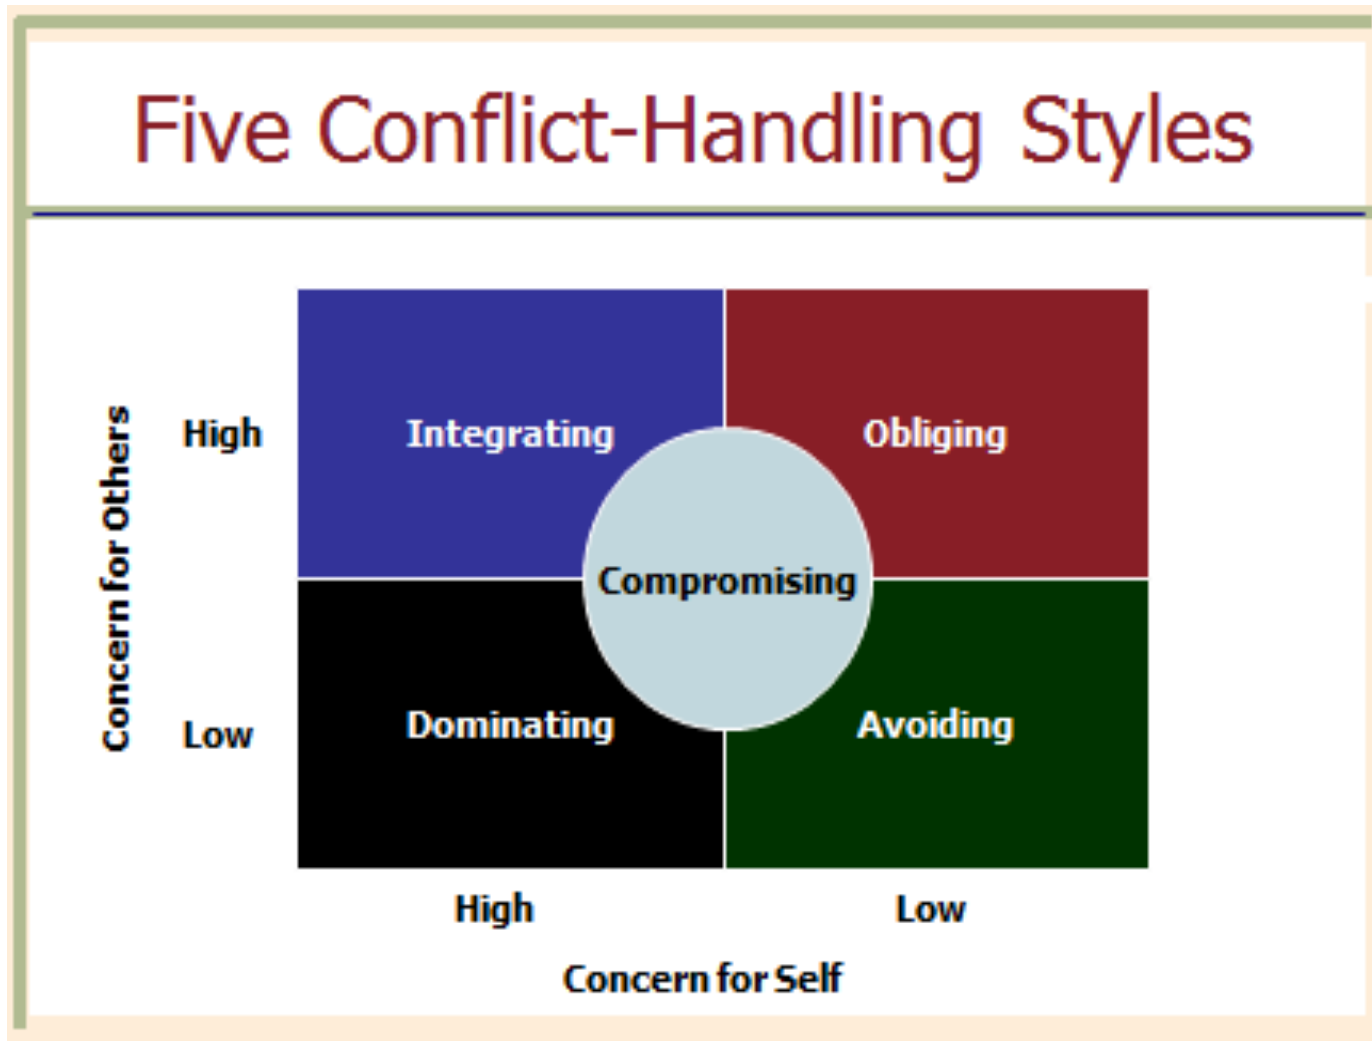 Five Conflict-Handling Styles
Concern for Others
High
Integrating
Obliging
Compromising
Low
Dominating
Avoiding
High
Low
Concern for Self